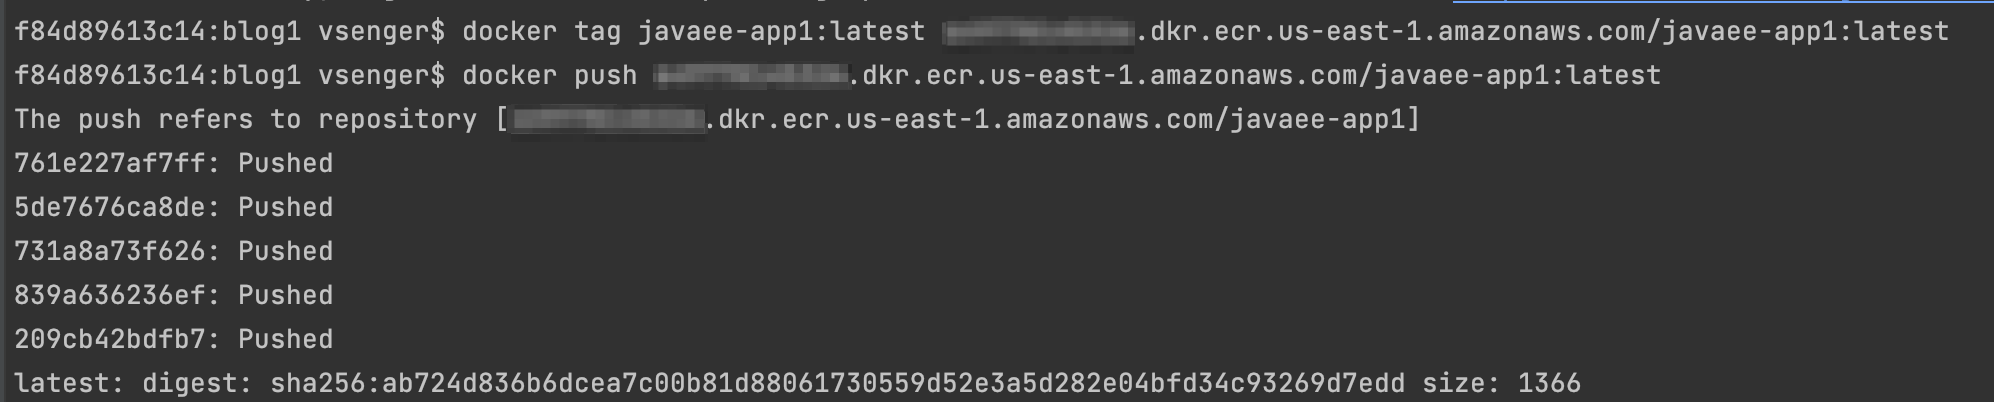 f84d89613c14:blog1 vsenger$ docker tag javaee-app1:latest .dkr.ecr.us-east-1.amazonaws.com/javaee-app1:latest
f84d89613c14:blog1 vsenger$ docker push .dkr.ecr.us-east-1.amazonaws.com/javaee-app1:latest
The push refers to repository [.dkr.ecr.us-east-1.amazonaws.com/javaee-app1]
761e227af7ff: Pushed
5de7676ca8de: Pushed
731a8a73f626: Pushed
839a636236ef: Pushed
209cb42bdfb7: Pushed
latest: digest: sha256:ab724d836b6dcea7c00b81d88061730559d52e3a5d282e04bfd34c93269d7edd size: 1366